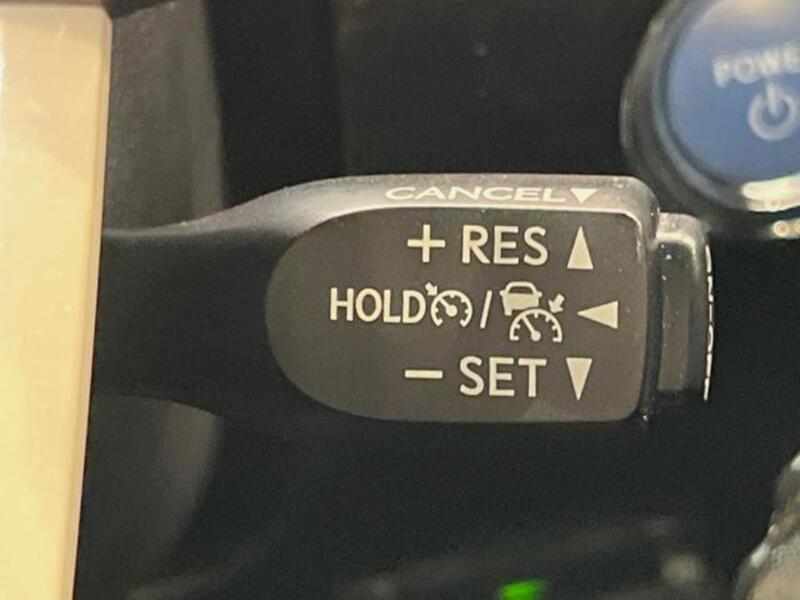 POWE
CANCEL▼
+ RES ▲
HOLD / ◀
− SET ▼